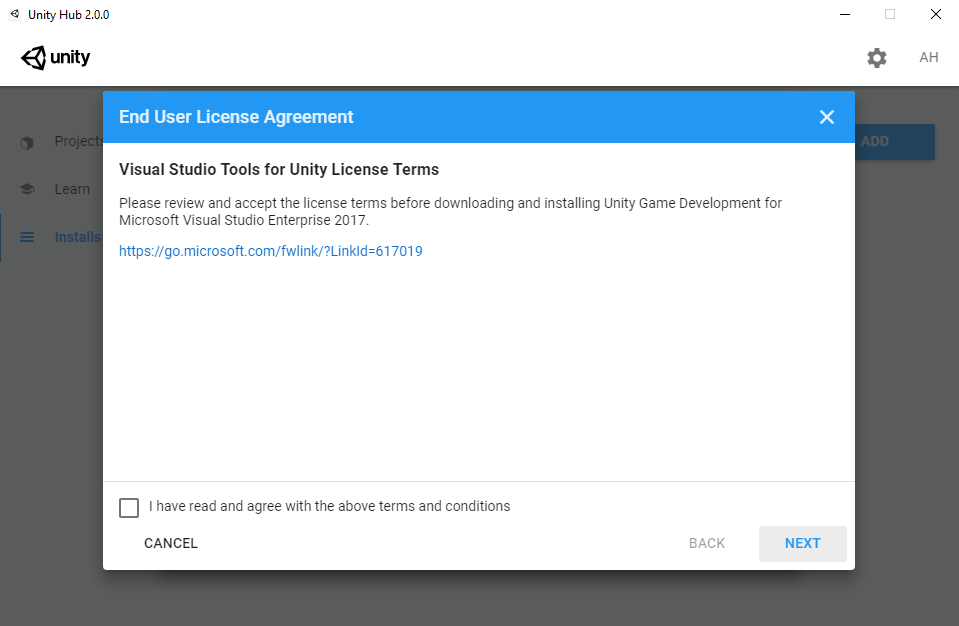 Unity Hub 2.0.0
unity
AH
End User License Agreement
Projects
ADD
Visual Studio Tools for Unity License Terms
Learn
Please review and accept the license terms before downloading and installing Unity Game Development for
Microsoft Visual Studio Enterprise 2017.
Installs
https://go.microsoft.com/fwlink/?LinkId=617019
I have read and agree with the above terms and conditions
CANCEL
BACK
NEXT